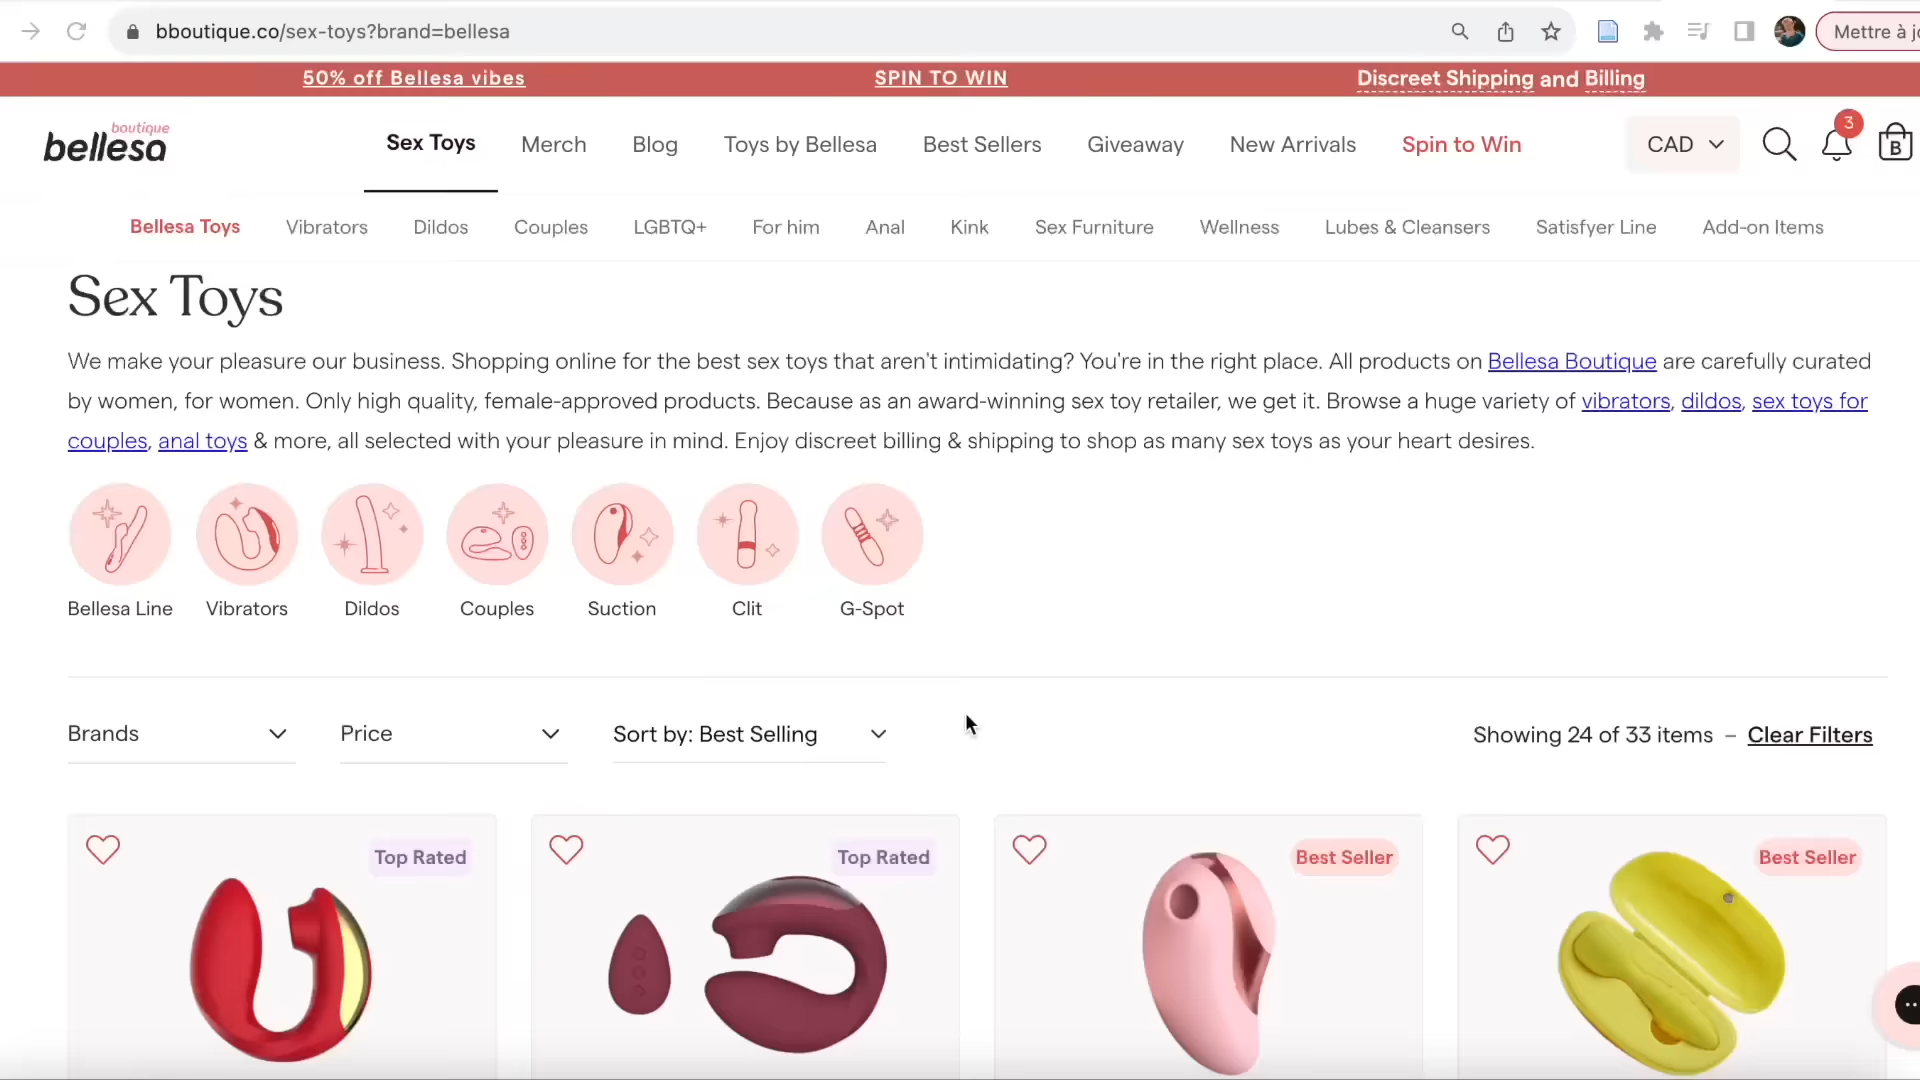 bboutique.co/sex-toys?brand=bellesa
50% off Bellesa vibes
SPIN TO WIN
Discreet Shipping and Billing
boutique
bellesa
Sex Toys
Merch
Blog
Toys by Bellesa
Best Sellers
Giveaway
New Arrivals
Spin to Win
CAD
3
B
Bellesa Toys
Vibrators
Dildos
Couples
LGBTQ+
For him
Anal
Kink
Sex Furniture
Wellness
Lubes & Cleansers
Satisfyer Line
Add-on Items
Sex Toys
We make your pleasure our business. Shopping online for the best sex toys that aren't intimidating? You're in the right place. All products on Bellesa Boutique are carefully curated
by women, for women. Only high quality, female-approved products. Because as an award-winning sex toy retailer, we get it. Browse a huge variety of vibrators, dildos, sex toys for
couples, anal toys & more, all selected with your pleasure in mind. Enjoy discreet billing & shipping to shop as many sex toys as your heart desires.
Bellesa Line
Vibrators
Dildos
Couples
Suction
Clit
G-Spot
Brands
Price
Sort by: Best Selling
Showing 24 of 33 items – Clear Filters
Top Rated
Top Rated
Best Seller
Best Seller